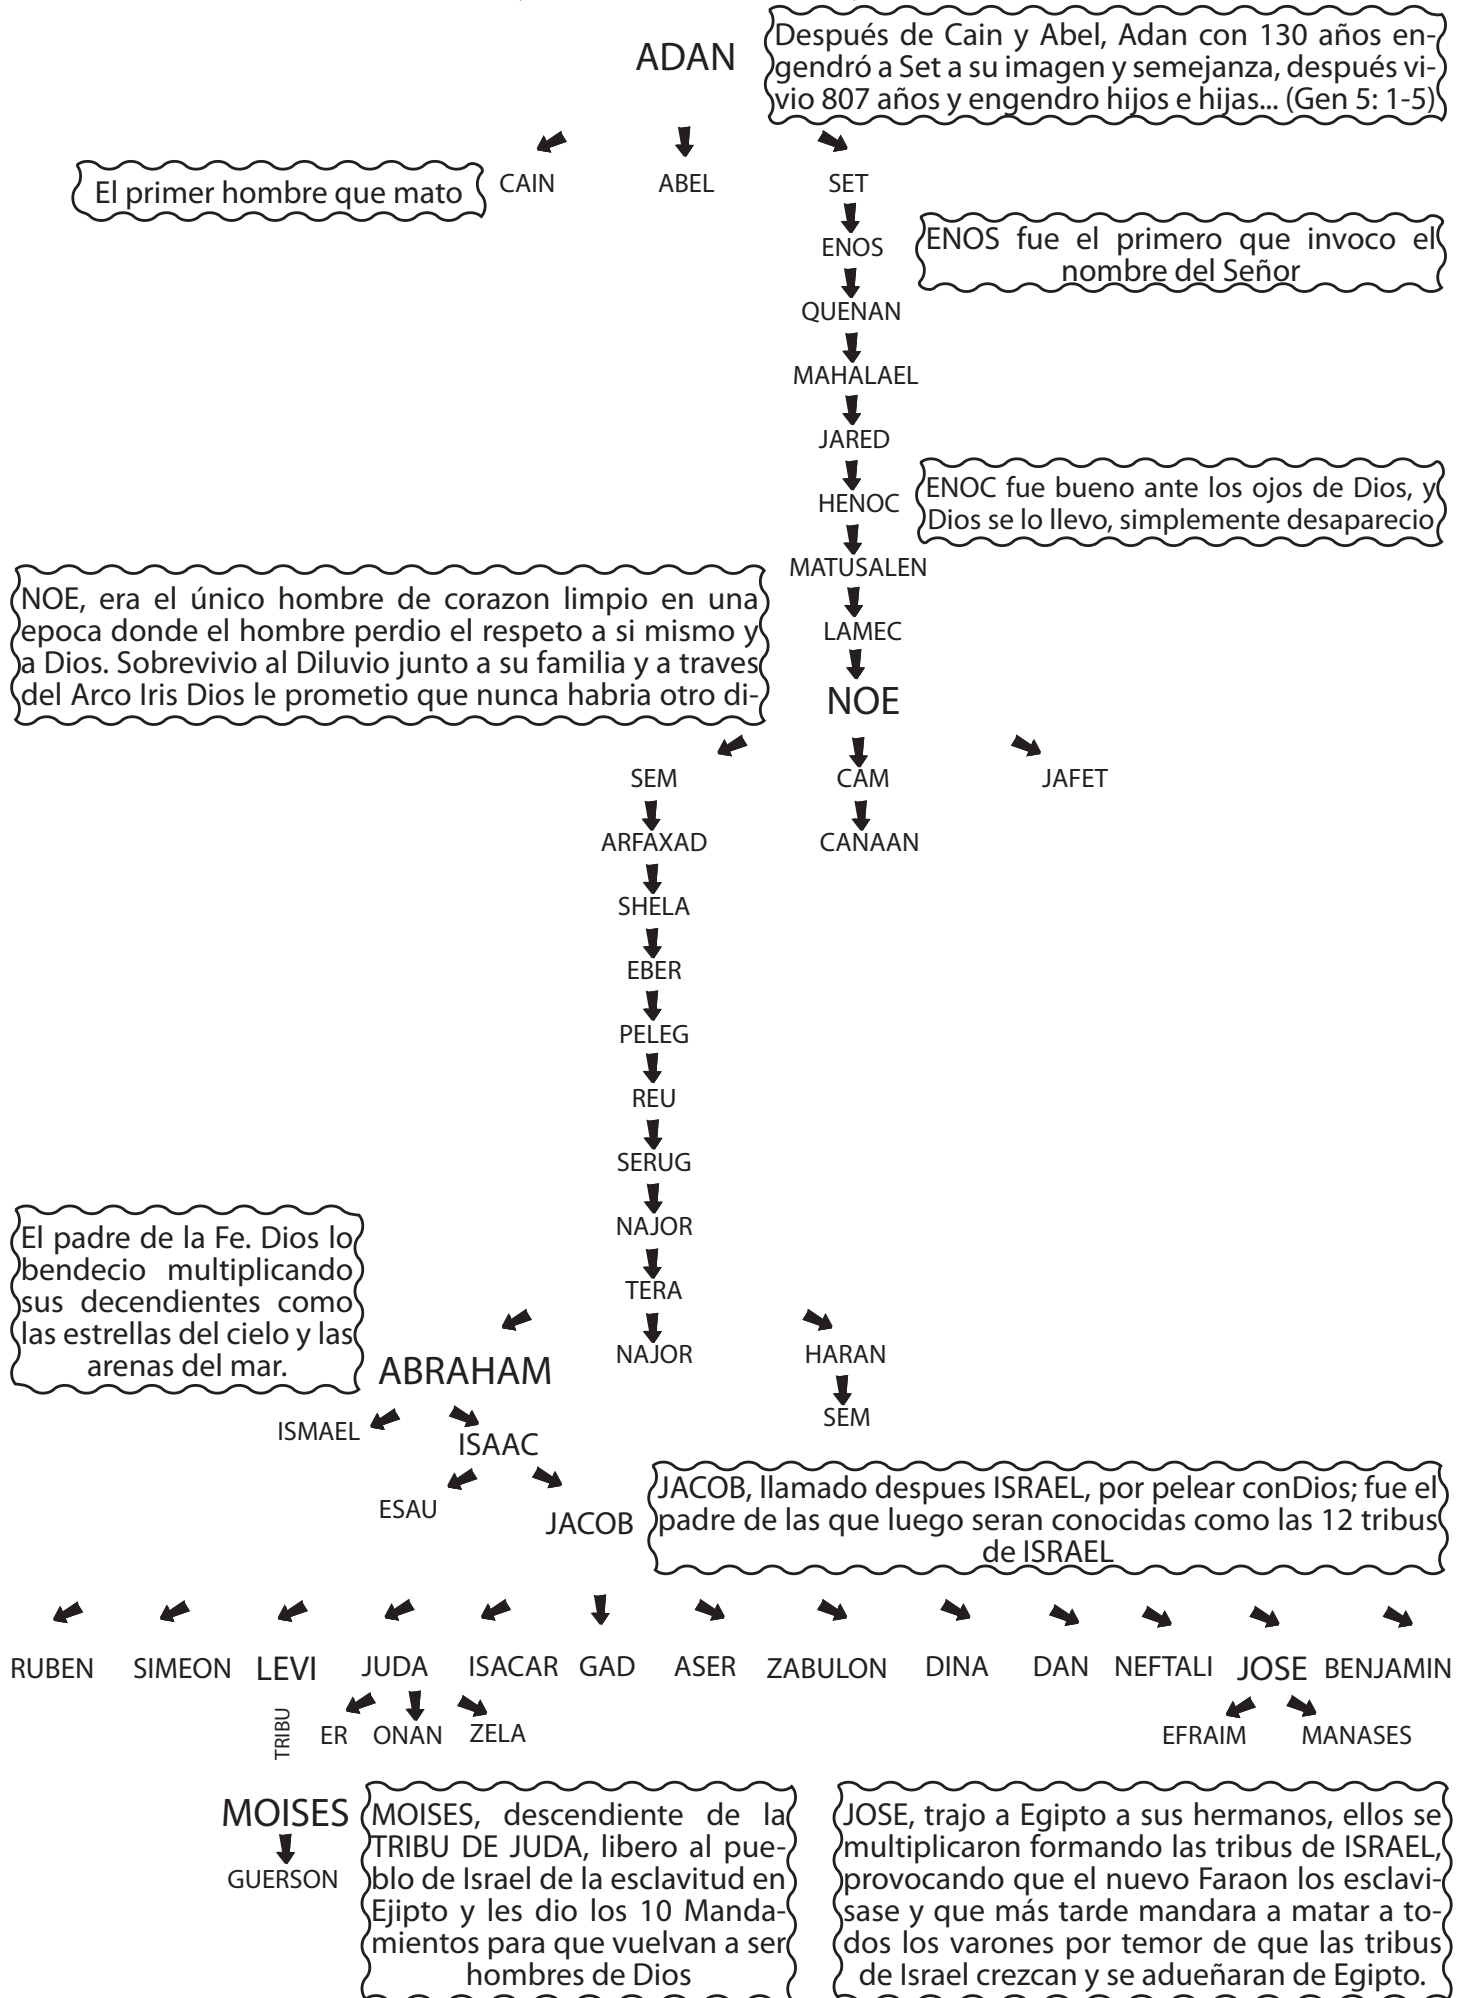 ADAN
Después de Cain y Abel, Adan con 130 años en-
gendró a Set a su imagen y semejanza, después vi-
vio 807 años y engendro hijos e hijas... (Gen 5: 1-5)
El primer hombre que mato
CAIN
ABEL
SET
ENOS
ENOS fue el primero que invoco el
nombre del Señor
QUENAN
MAHALAEL
JARED
HENOC
ENOC fue bueno ante los ojos de Dios, y
Dios se lo llevo, simplemente desaparecio
MATUSALEN
NOE, era el único hombre de corazon limpio en una
epoca donde el hombre perdio el respeto a si mismo y
a Dios. Sobrevivio al Diluvio junto a su familia y a traves
del Arco Iris Dios le prometio que nunca habria otro di-
LAMEC
NOE
SEM
CAM
JAFET
ARFAXAD
CANAAN
SHELA
EBER
PELEG
REU
SERUG
NAJOR
TERA
El padre de la Fe. Dios lo
bendecio multiplicando
sus decendientes como
las estrellas del cielo y las
arenas del mar.
ABRAHAM
NAJOR
HARAN
SEM
ISMAEL
ISAAC
ESAU
JACOB
JACOB, llamado despues ISRAEL, por pelear conDios; fue el
padre de las que luego seran conocidas como las 12 tribus
de ISRAEL
RUBEN
SIMEON
LEVI
JUDA
ISACAR
GAD
ASER
ZABULON
DINA
DAN
NEFTALI
JOSE
BENJAMIN
TRIBU
ER
ONAN
ZELA
EFRAIM
MANASES
MOISES
GUERSON
MOISES, descendiente de la
TRIBU DE JUDA, libero al pue-
blo de Israel de la esclavitud en
Ejipto y les dio los 10 Manda-
mientos para que vuelvan a ser
hombres de Dios
JOSE, trajo a Egipto a sus hermanos, ellos se
multiplicaron formando las tribus de ISRAEL,
provocando que el nuevo Faraon los esclavi-
sase y que más tarde mandara a matar a to-
dos los varones por temor de que las tribus
de Israel crezcan y se adueñaran de Egipto.